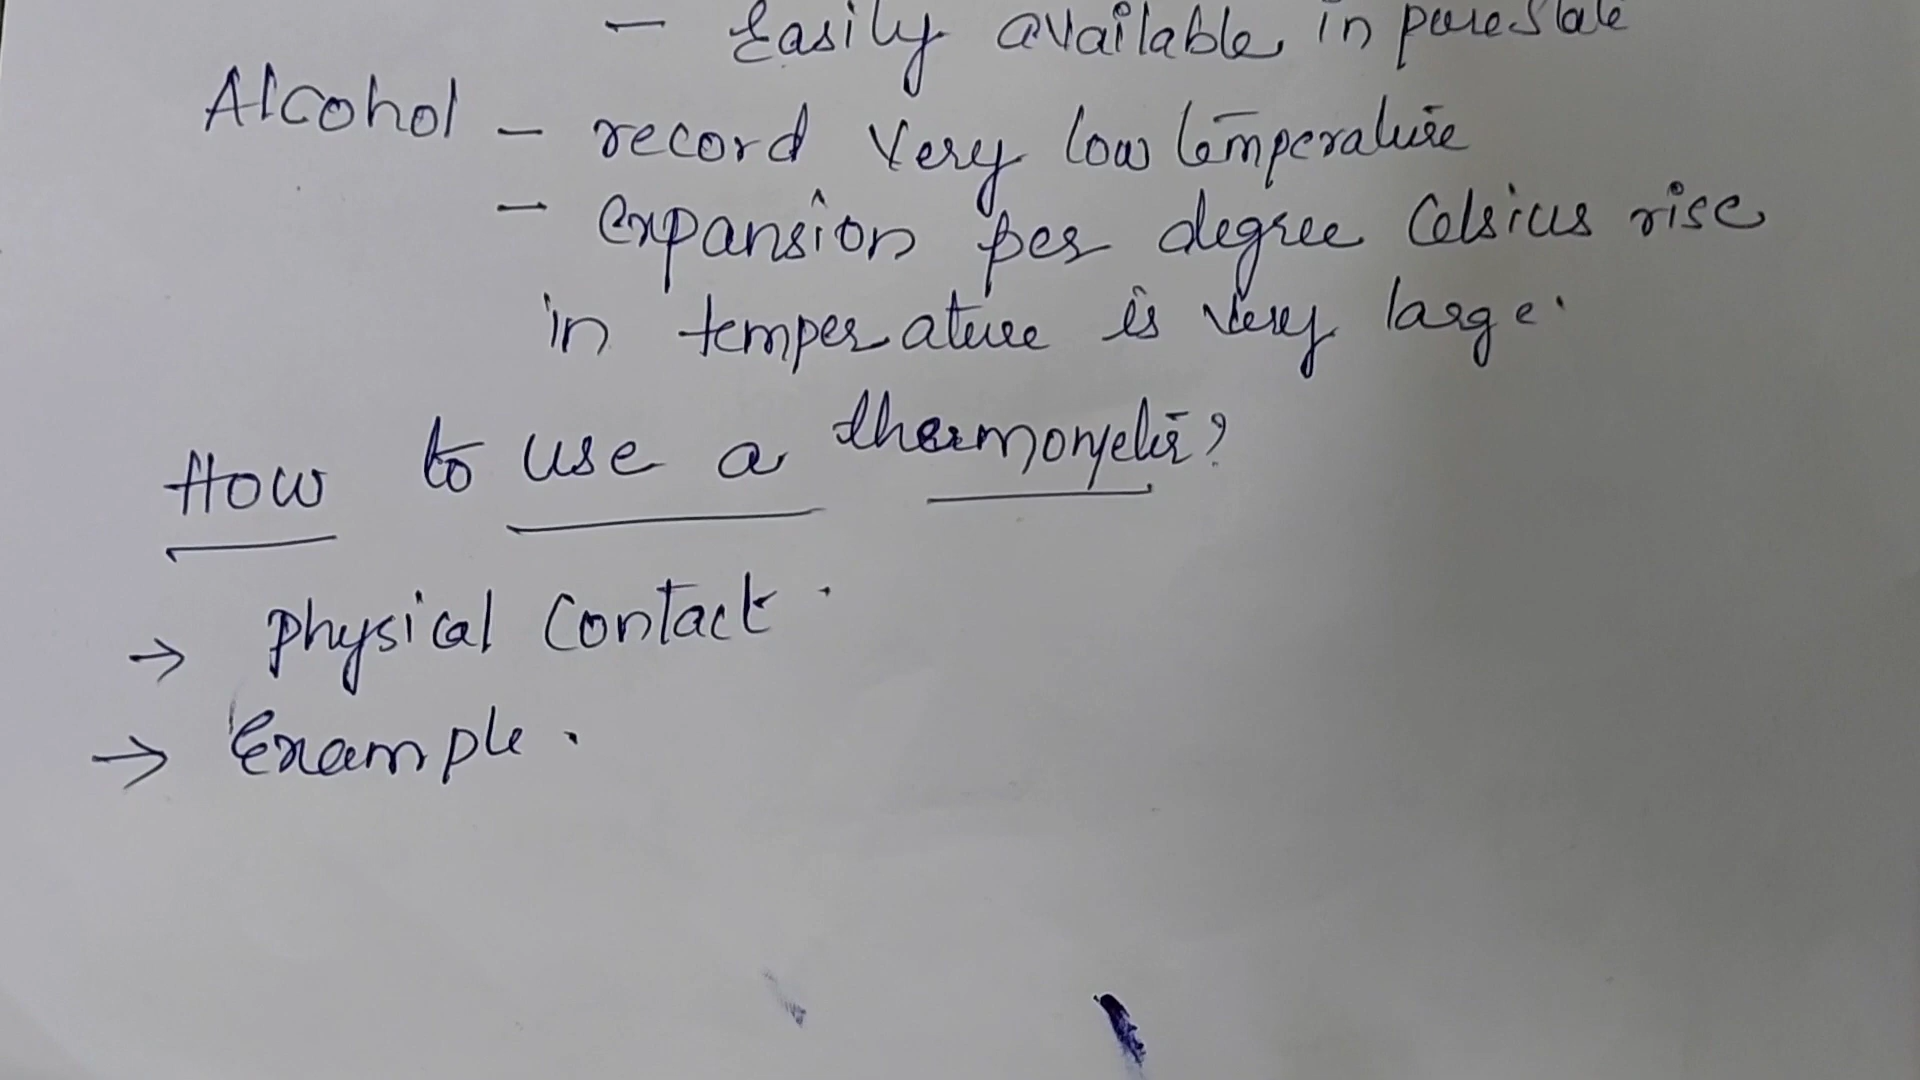 - Easily available in pure state
Alcohol - record very low temperature
- expansion per degree Celsius rise
in temperature is very large.
How to use a thermometer?
→ Physical Contact.
→ Example.